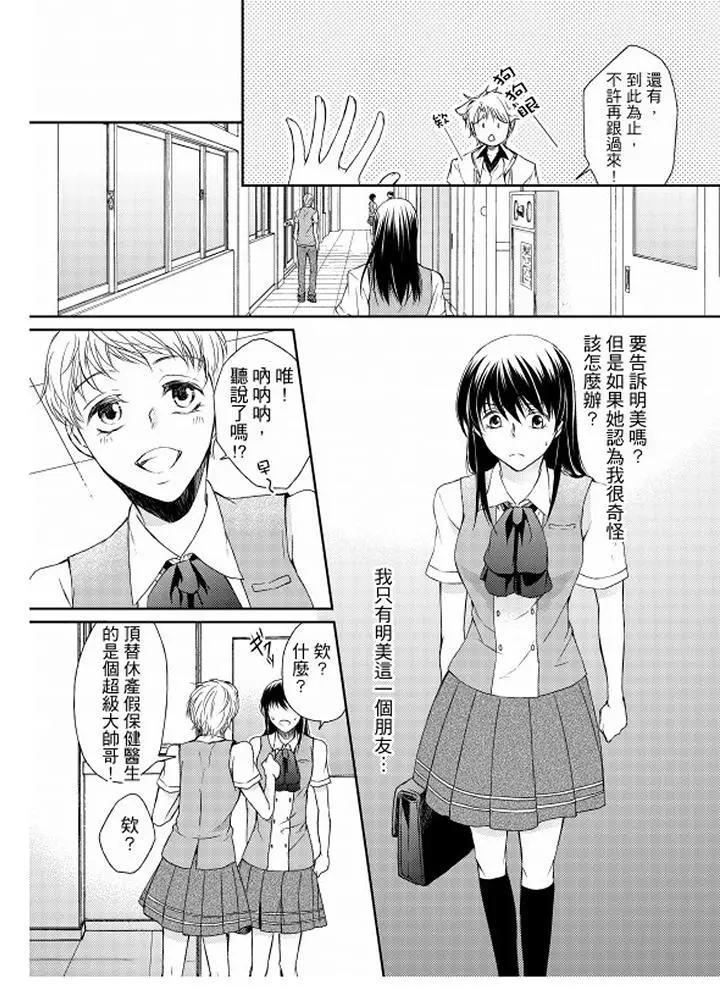 還有，
到此為止，
不許再跟過來！
狗
狗
眼
欸
要告訴明美嗎？
但是如果她認為我很奇怪
該怎麼辦？
我只有明美這一個朋友…
唯！
吶吶吶，
聽說了嗎!?
早～
欸？
什麼？
頂替休產假保健醫生
的是個超級大帥哥！
欸？